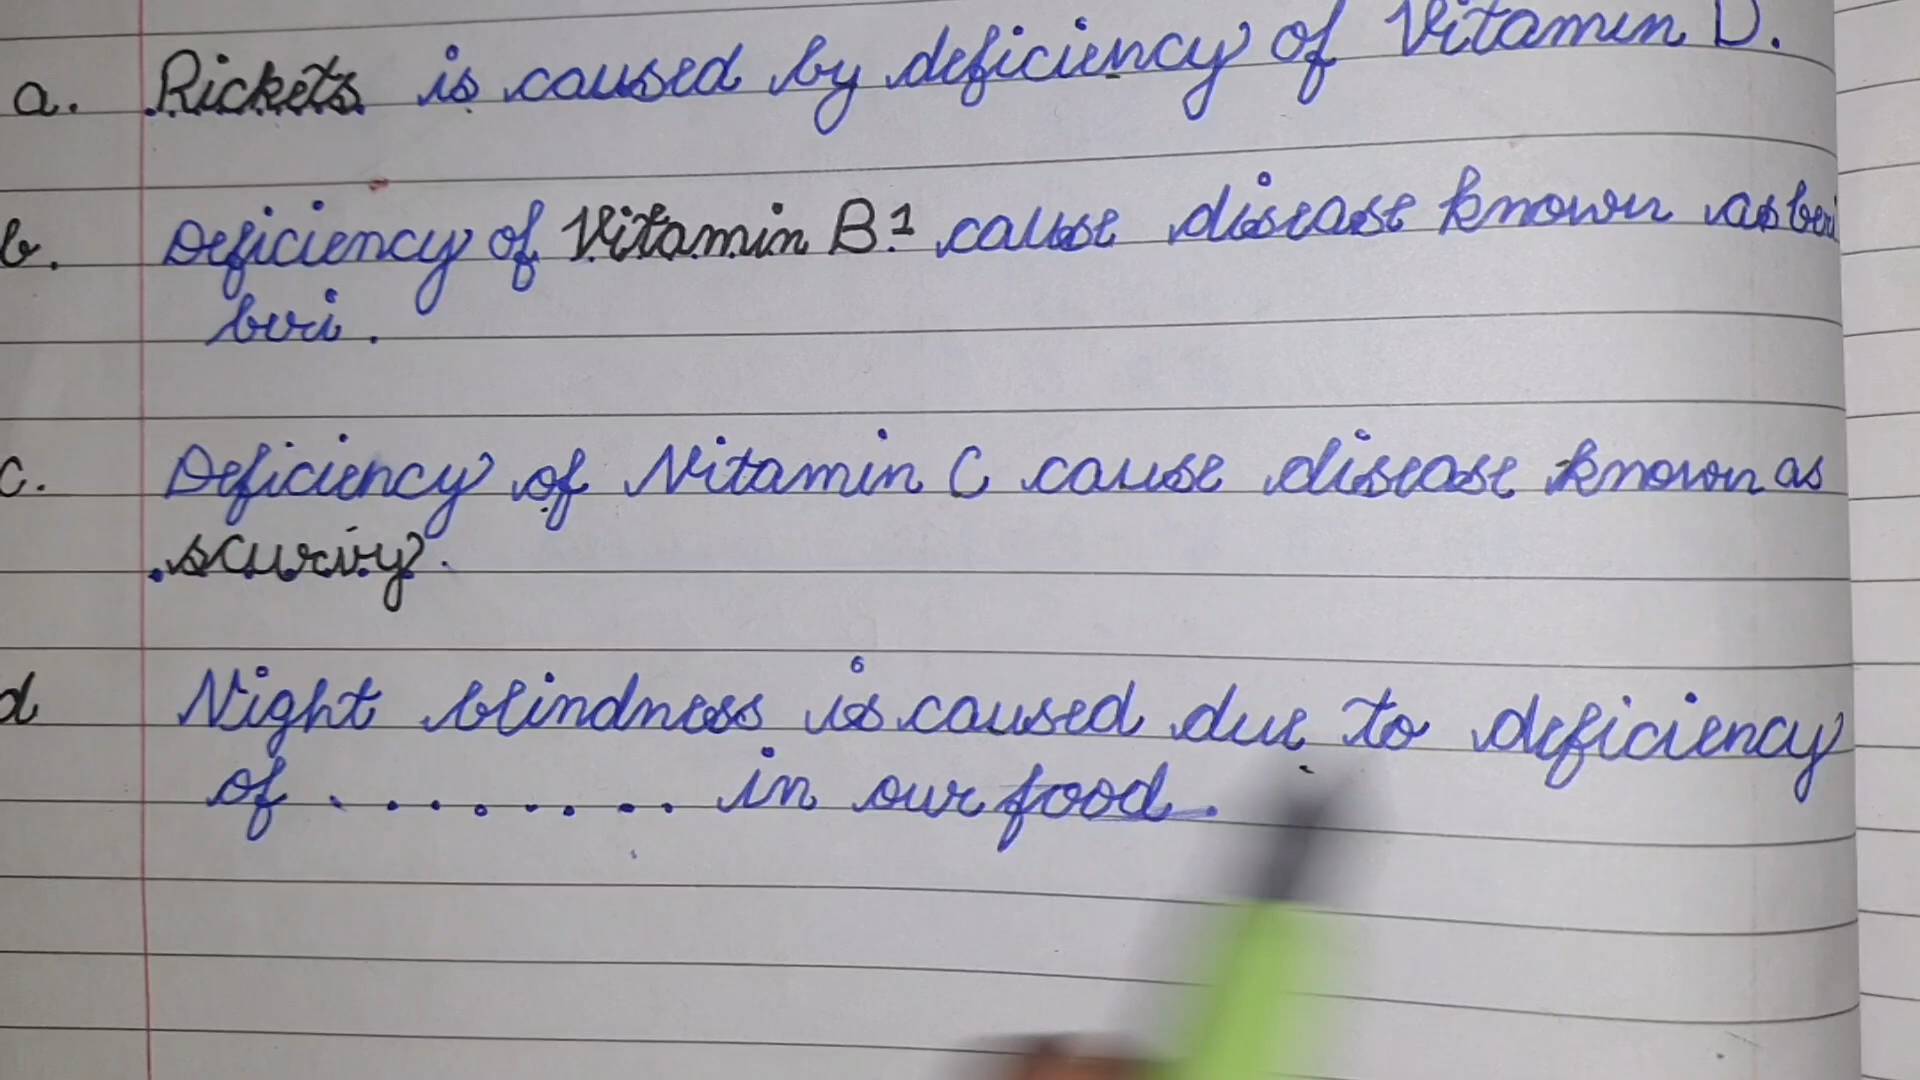 a. Rickets is caused by deficiency of Vitamin D.
b. Deficiency of Vitamin B1 cause disease known as beri
beri.
c. Deficiency of Vitamin C cause disease known as
scurvy.
d Night blindness is caused due to deficiency
of ......... in our food.